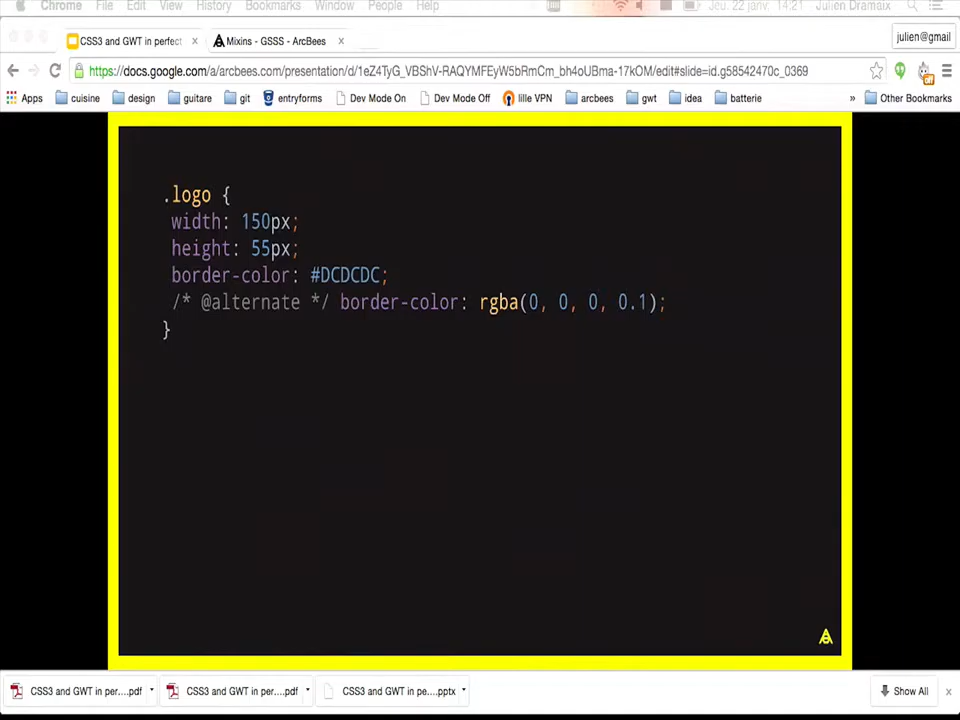 Chrome File Edit View History Bookmarks Window People Help Jeu. 22 janv. 14:21 Julien Dramaix
CSS3 and GWT in perfect × Mixins - GSSS - ArcBees × julien@gmail
https://docs.google.com/a/arcbees.com/presentation/d/1eZ4TyG_VBShV-RAQYMFEyW5bRmCm_bh4oUBma-17kOM/edit#slide=id.g58542470c_0369
Apps cuisine design guitare git entryforms Dev Mode On Dev Mode Off lille VPN arcbees gwt idea batterie » Other Bookmarks
off
.logo {
width: 150px;
height: 55px;
border-color: #DCDCDC;
/* @alternate */ border-color: rgba(0, 0, 0, 0.1);
}
CSS3 and GWT in per....pdf CSS3 and GWT in per....pdf CSS3 and GWT in pe....pptx Show All ×